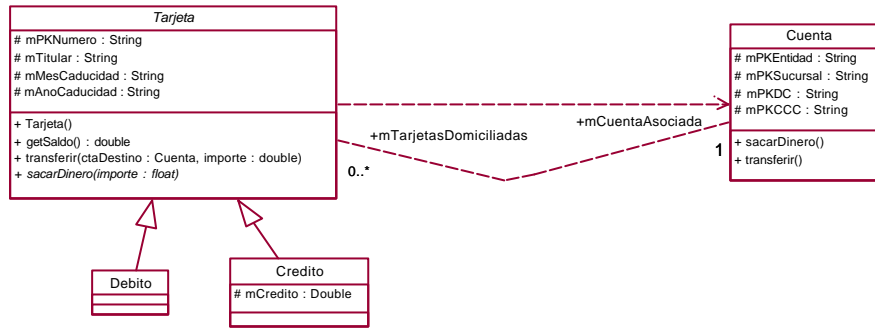 Tarjeta
# mPKNumero : String
# mTitular : String
# mMesCaducidad : String
# mAnoCaducidad : String
+ Tarjeta()
+ getSaldo() : double
+ transferir(ctaDestino : Cuenta, importe : double)
+ sacarDinero(importe : float)
Cuenta
# mPKEntidad : String
# mPKSucursal : String
# mPKDC : String
# mPKCCC : String
+ sacarDinero()
+ transferir()
+mTarjetasDomiciliadas
+mCuentaAsociada
0..*
1
Debito
Credito
# mCredito : Double